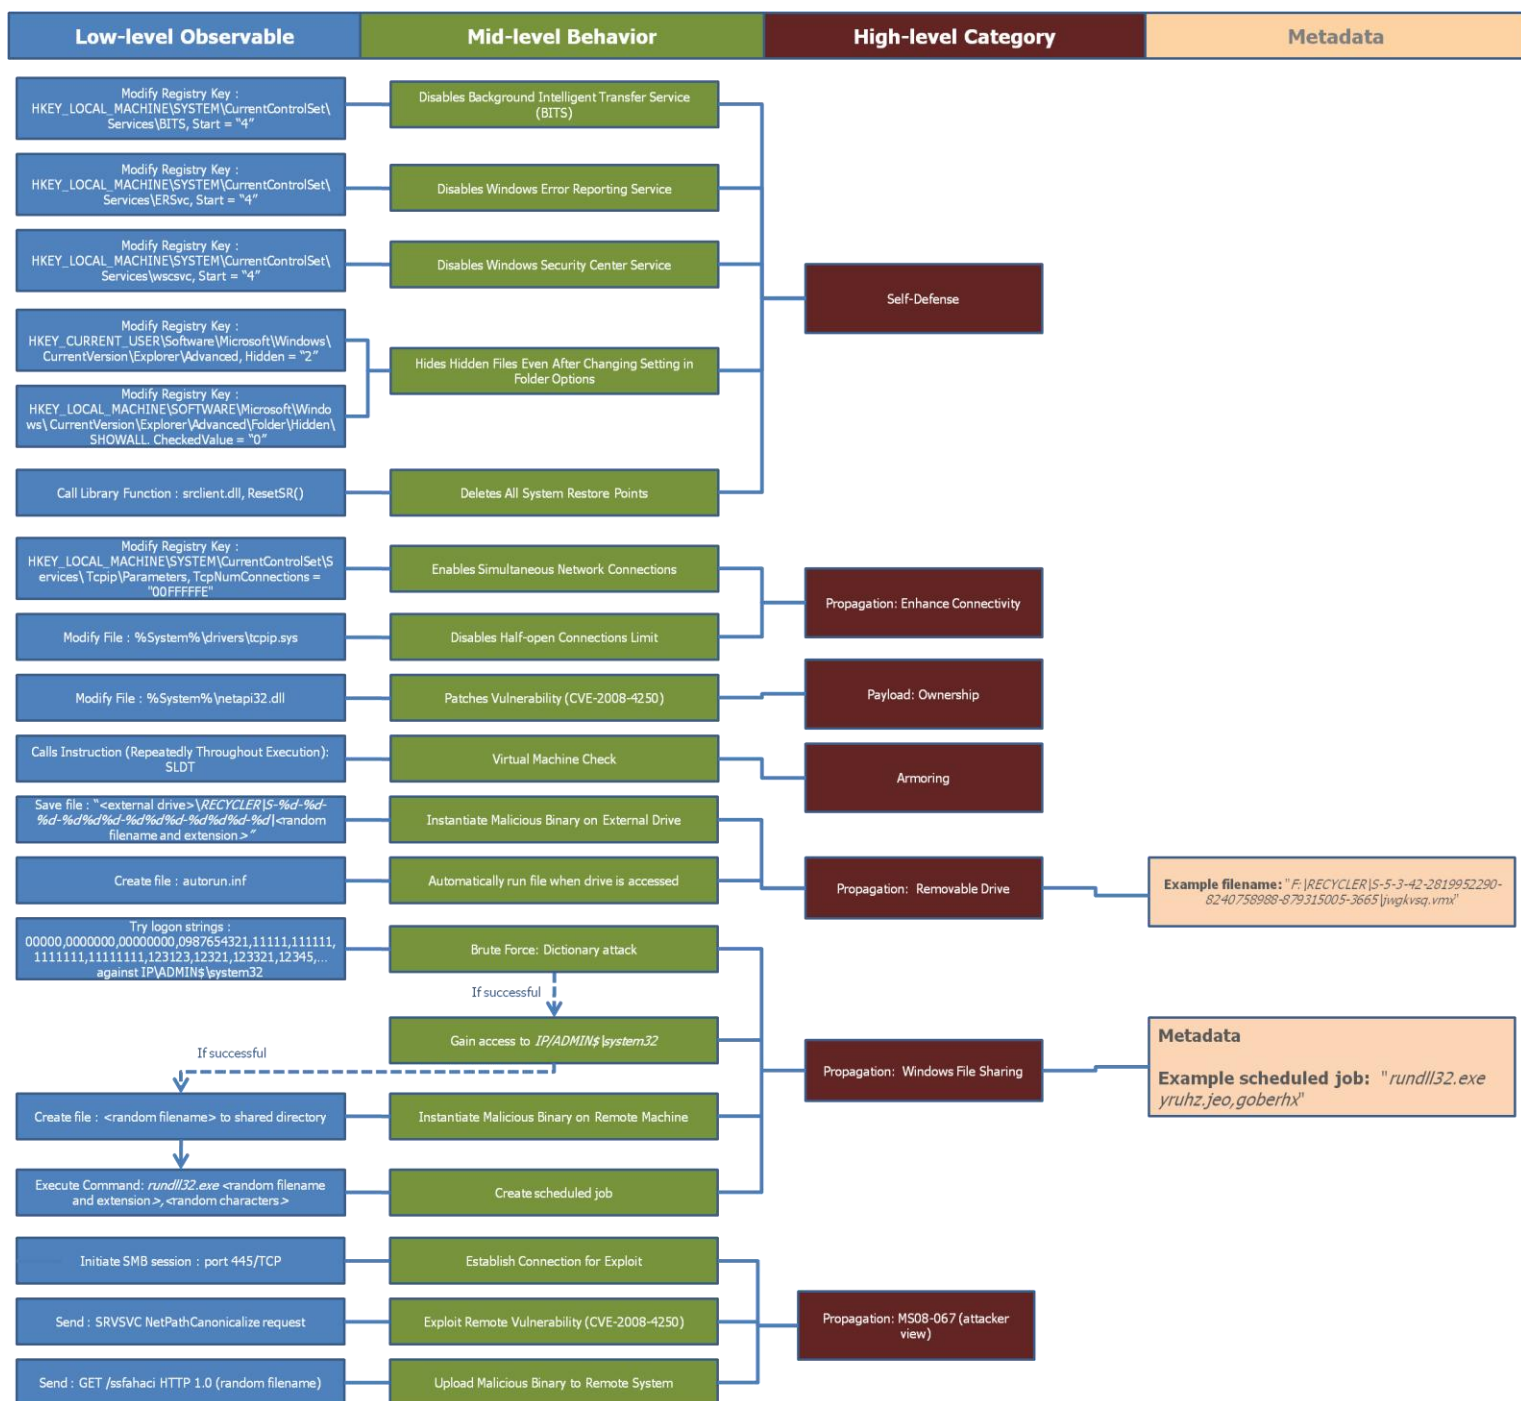 Low-level Observable
Mid-level Behavior
High-level Category
Metadata
Modify Registry Key :
HKEY_LOCAL_MACHINE\SYSTEM\CurrentControlSet\
Services\BITS, Start = “4”
Disables Background Intelligent Transfer Service
(BITS)
Modify Registry Key :
HKEY_LOCAL_MACHINE\SYSTEM\CurrentControlSet\
Services\ERSvc, Start = “4”
Disables Windows Error Reporting Service
Modify Registry Key :
HKEY_LOCAL_MACHINE\SYSTEM\CurrentControlSet\
Services\wscsvc, Start = “4”
Disables Windows Security Center Service
Self-Defense
Modify Registry Key :
HKEY_CURRENT_USER\Software\Microsoft\Windows\
CurrentVersion\Explorer\Advanced, Hidden = “2”
Hides Hidden Files Even After Changing Setting in
Folder Options
Modify Registry Key :
HKEY_LOCAL_MACHINE\SOFTWARE\Microsoft\Windo
ws\ CurrentVersion\Explorer\Advanced\Folder\Hidden\
SHOWALL. CheckedValue = “0”
Call Library Function : srclient.dll, ResetSR()
Deletes All System Restore Points
Modify Registry Key :
HKEY_LOCAL_MACHINE\SYSTEM\CurrentControlSet\S
ervices\ Tcpip\Parameters, TcpNumConnections =
"00FFFFFE"
Enables Simultaneous Network Connections
Propagation: Enhance Connectivity
Modify File : %System%\drivers\tcpip.sys
Disables Half-open Connections Limit
Modify File : %System%\netapi32.dll
Patches Vulnerability (CVE-2008-4250)
Payload: Ownership
Calls Instruction (Repeatedly Throughout Execution):
SLDT
Virtual Machine Check
Armoring
Save file : “<external drive>\RECYCLER|S-%d-%d-
%d-%d%d%d-%d%d%d-%d%d%d-%d|<random
filename and extension>”
Instantiate Malicious Binary on External Drive
Create file : autorun.inf
Automatically run file when drive is accessed
Propagation: Removable Drive
Example filename: "F:|RECYCLER|S-5-3-42-2819952290-
8240758988-879315005-3665|jwgkvsq.vmx"
Try logon strings :
00000,0000000,00000000,0987654321,11111,111111,
1111111,11111111,123123,12321,123321,12345,...
against IP\ADMIN$\system32
Brute Force: Dictionary attack
If successful
Gain access to IP/ADMIN$|system32
If successful
Propagation: Windows File Sharing
Metadata
Example scheduled job: "rundll32.exe
yruhz.jeo,goberhx"
Create file : <random filename> to shared directory
Instantiate Malicious Binary on Remote Machine
Execute Command: rundll32.exe <random filename
and extension>,<random characters>
Create scheduled job
Initiate SMB session : port 445/TCP
Establish Connection for Exploit
Send : SRVSVC NetPathCanonicalize request
Exploit Remote Vulnerability (CVE-2008-4250)
Propagation: MS08-067 (attacker
view)
Send : GET /ssfahaci HTTP 1.0 (random filename)
Upload Malicious Binary to Remote System